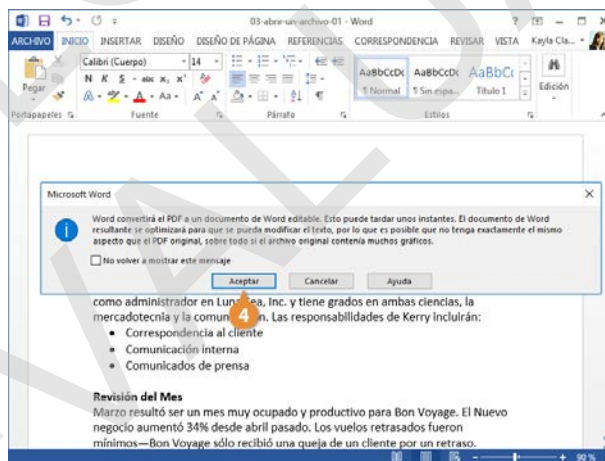 03-abrir-un-archivo-01 - Word
ARCHIVO INICIO INSERTAR DISEÑO DISEÑO DE PÁGINA REFERENCIAS CORRESPONDENCIA REVISAR VISTA Kayla Cla...
Calibri (Cuerpo) 14
Pegar
N K S abc x₂ x²
A Aa A A
AaBbCcDc AaBbCcDc AaBbCc
¶ Normal ¶ Sin espa... Título 1
Edición
Portapapeles Fuente Párrafo Estilos
Microsoft Word
Word convertirá el PDF a un documento de Word editable. Esto puede tardar unos instantes. El documento de Word
resultante se optimizará para que se pueda modificar el texto, por lo que es posible que no tenga exactamente el mismo
aspecto que el PDF original, sobre todo si el archivo original contenía muchos gráficos.
No volver a mostrar este mensaje
Aceptar Cancelar Ayuda
4
como administrador en Inc. y tiene grados en ambas ciencias, la
mercadotecnia y la Las responsabilidades de Kerry incluirán:
• Correspondencia al cliente
• Comunicación interna
• Comunicados de prensa
Revisión del Mes
Marzo resultó ser un mes muy ocupado y productivo para Bon Voyage. El Nuevo
negocio aumentó 34% desde abril pasado. Los vuelos retrasados fueron
mínimos—Bon Voyage sólo recibió una queja de un cliente por un retraso.
90 %